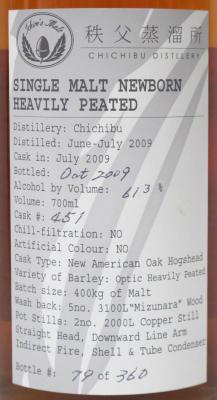 Ichiro's Malt
秩父蒸溜所
CHICHIBU DISTILLERY
SINGLE MALT NEWBORN
HEAVILY PEATED
Distillery: Chichibu
Distilled: June-July 2009
Cask in: July 2009
Bottled: Oct 2009
Alcohol by Volume: 61.3 %
Volume: 700ml
Cask #: 451
Chill-filtration: NO
Artificial Colour: NO
Cask Type: New American Oak Hogshead
Variety of Barley: Optic Heavily Peated
Batch size: 400kg of Malt
Wash back: 5no. 3100L"Mizunara" Wood
Pot Stills: 2no. 2000L Copper Still
Straight Head, Downward Line Arm
Indirect Fire, Shell & Tube Condenser
Bottle #: 79 of 360